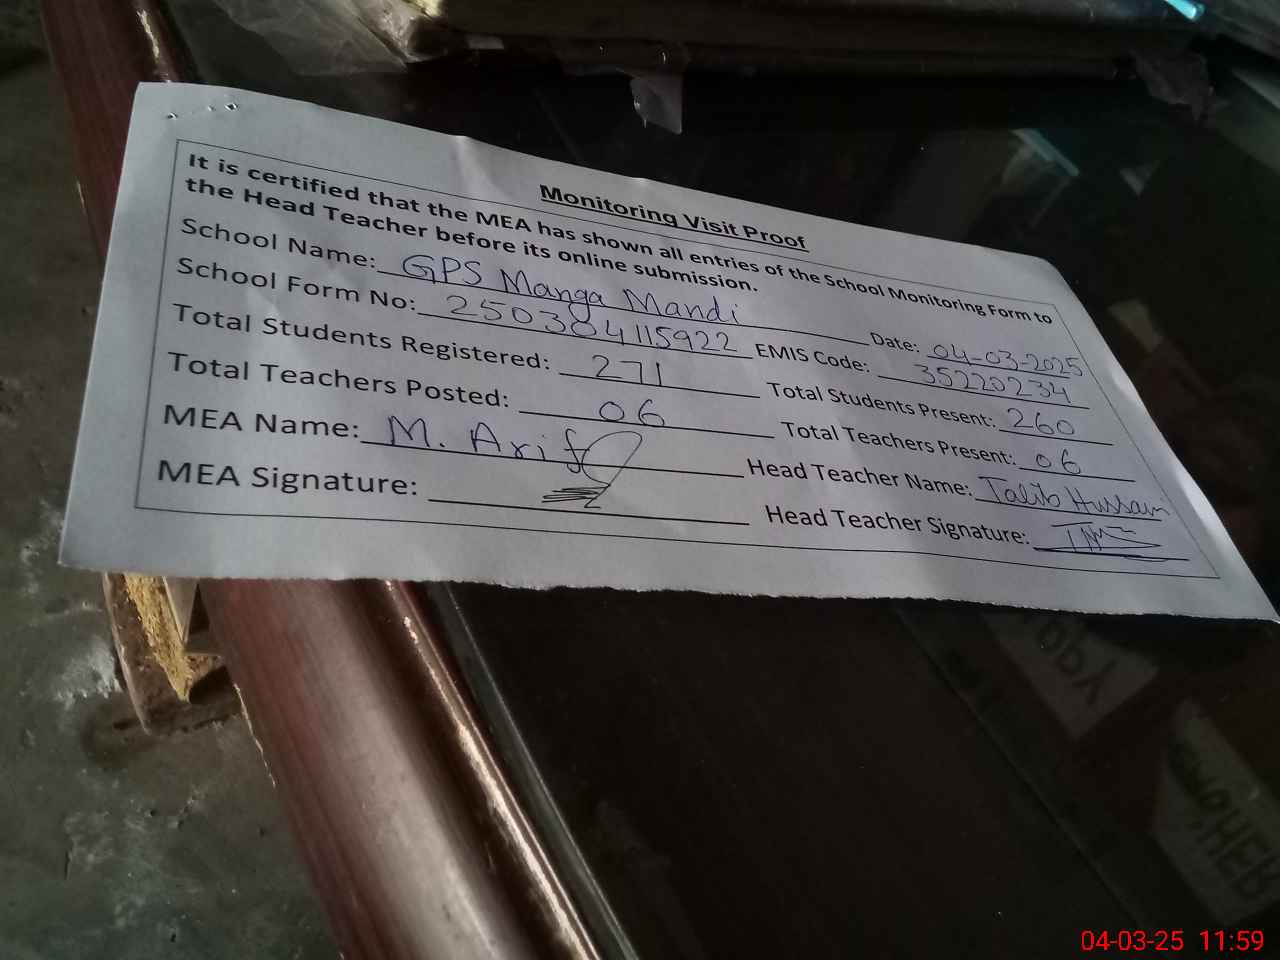 Monitoring Visit Proof
It is certified that the MEA has shown all entries of the School Monitoring Form to
the Head Teacher before its online submission.
School Name: GPS Manga Mandi Date: 04-03-2025
School Form No: 250304115922 EMIS Code: 35220234
Total Students Registered: 271 Total Students Present: 260
Total Teachers Posted: 06 Total Teachers Present: 06
MEA Name: M. Arif Head Teacher Name: Talib Hussain
MEA Signature: Head Teacher Signature:
04-03-25 11:59